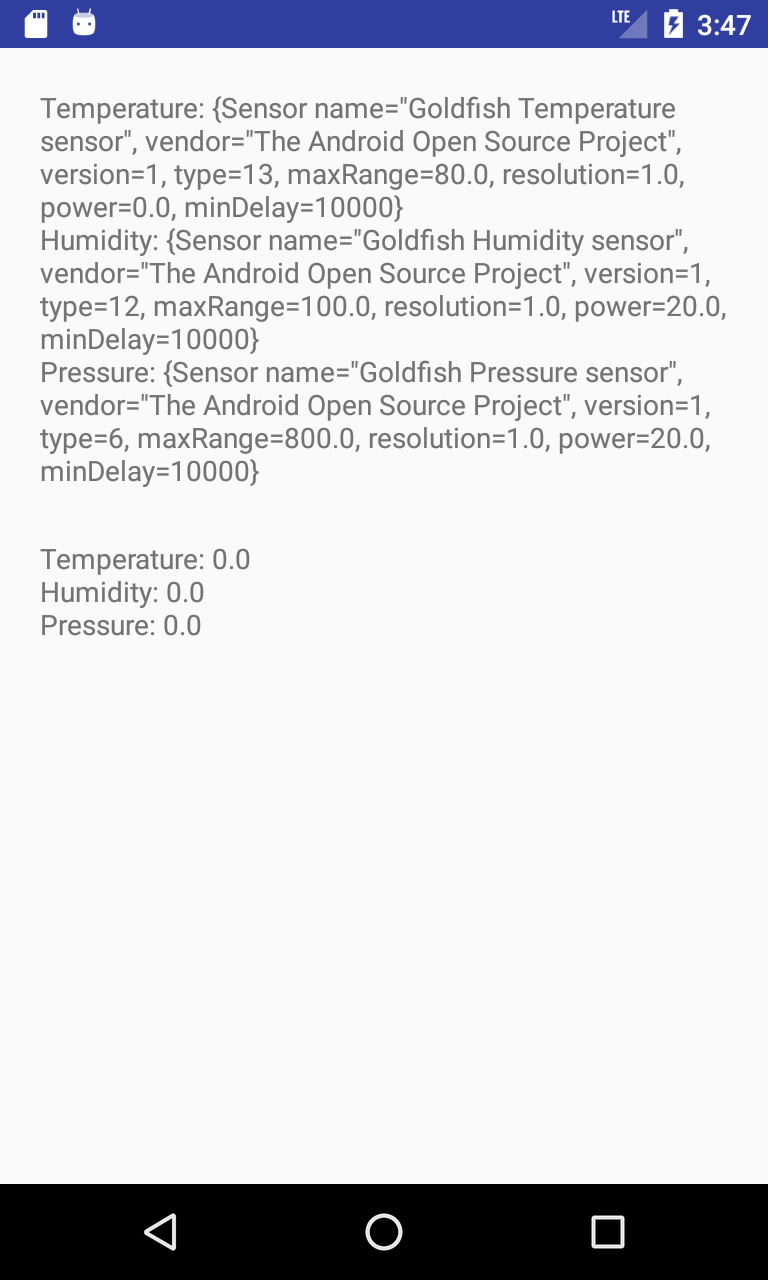 LTE 3:47
Temperature: {Sensor name="Goldfish Temperature
sensor", vendor="The Android Open Source Project",
version=1, type=13, maxRange=80.0, resolution=1.0,
power=0.0, minDelay=10000}
Humidity: {Sensor name="Goldfish Humidity sensor",
vendor="The Android Open Source Project", version=1,
type=12, maxRange=100.0, resolution=1.0, power=20.0,
minDelay=10000}
Pressure: {Sensor name="Goldfish Pressure sensor",
vendor="The Android Open Source Project", version=1,
type=6, maxRange=800.0, resolution=1.0, power=20.0,
minDelay=10000}
Temperature: 0.0
Humidity: 0.0
Pressure: 0.0